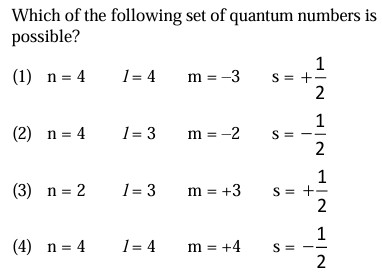 Which of the following set of quantum numbers is
possible?
(1) n = 4 l = 4 m = –3 s = +1/2
(2) n = 4 l = 3 m = –2 s = –1/2
(3) n = 2 l = 3 m = +3 s = +1/2
(4) n = 4 l = 4 m = +4 s = –1/2